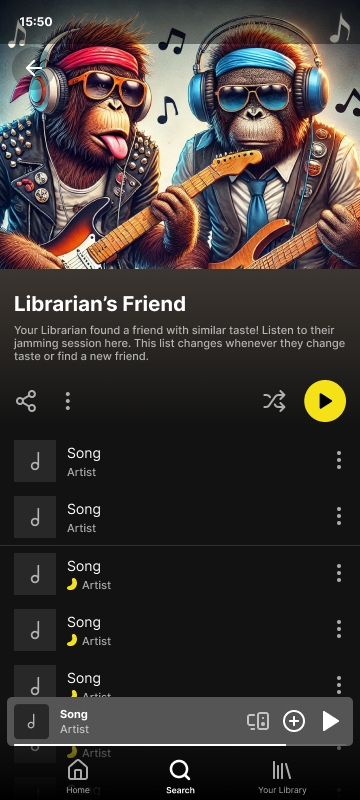 15:50
Librarian’s Friend
Your Librarian found a friend with similar taste! Listen to their
jamming session here. This list changes whenever they change
taste or find a new friend.
Song
Artist
Song
Artist
Song
Artist
Song
Artist
Song
Artist
Song
Artist
Artist
Home
Search
Your Library